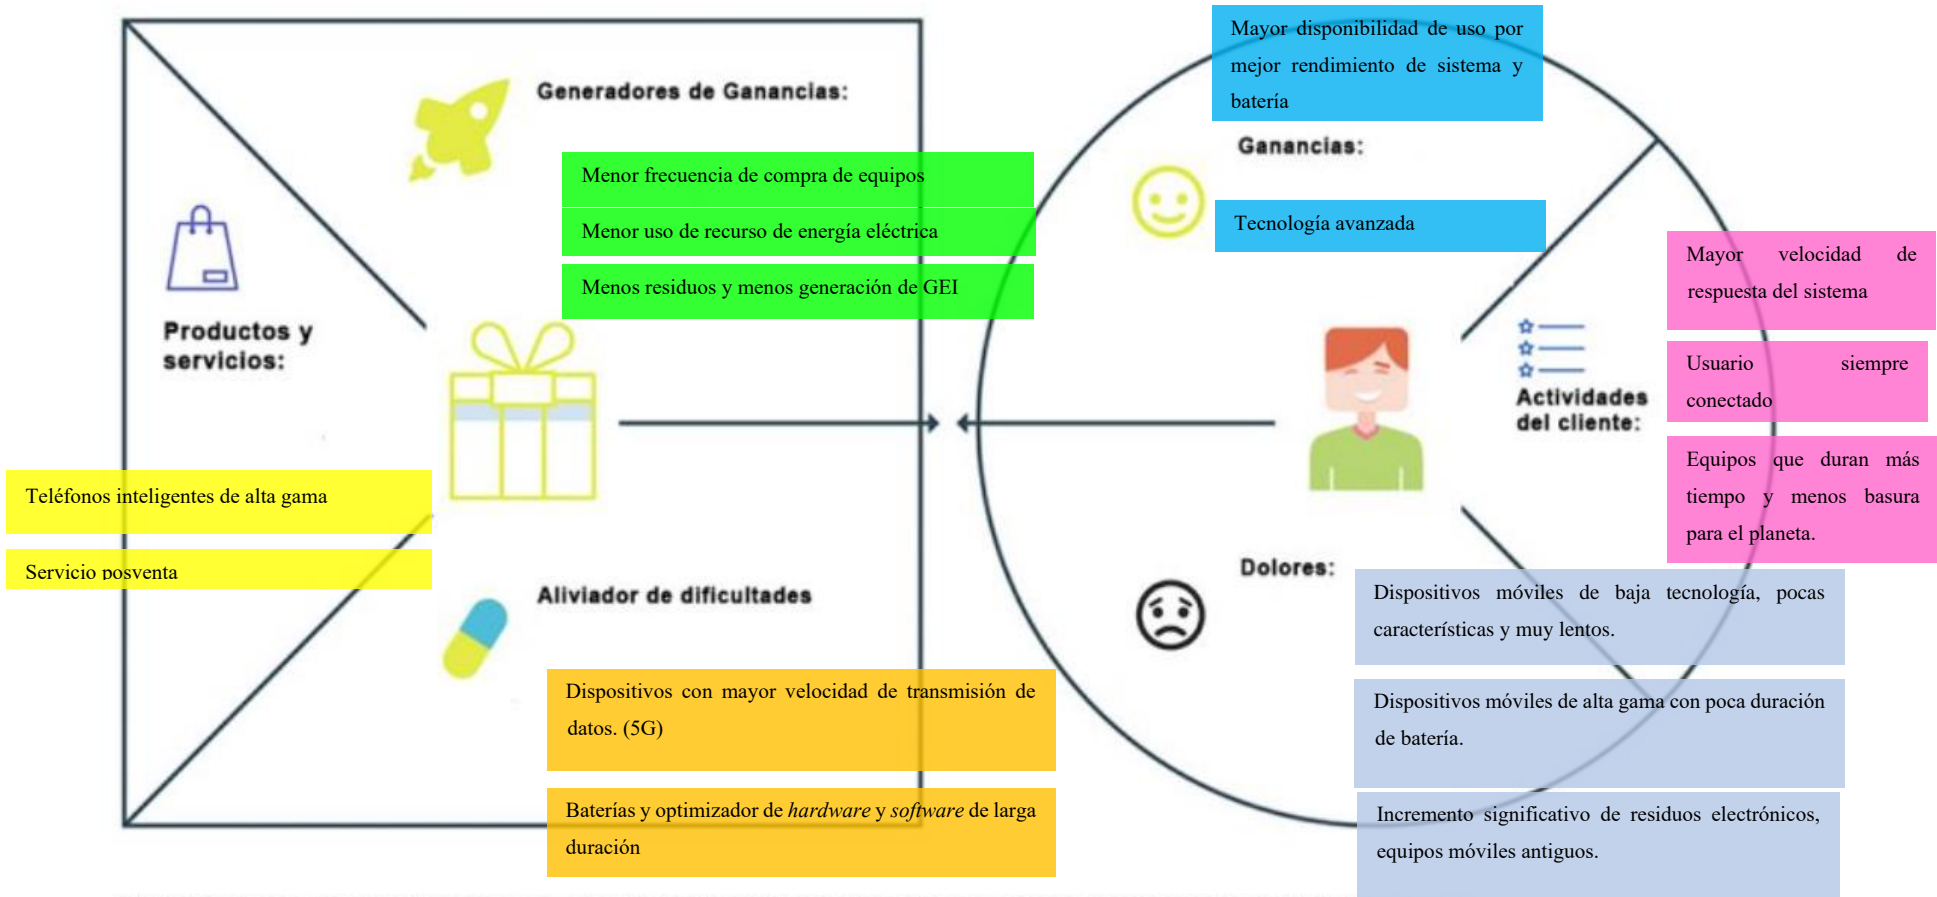 Generadores de Ganancias:
Menor frecuencia de compra de equipos
Menor uso de recurso de energía eléctrica
Menos residuos y menos generación de GEI
Productos y
servicios:
Teléfonos inteligentes de alta gama
Servicio posventa
Aliviador de dificultades
Dispositivos con mayor velocidad de transmisión de
datos. (5G)
Baterías y optimizador de hardware y software de larga
duración
Mayor disponibilidad de uso por
mejor rendimiento de sistema y
batería
Ganancias:
Tecnología avanzada
Actividades
del cliente:
Mayor velocidad de
respuesta del sistema
Usuario siempre
conectado
Equipos que duran más
tiempo y menos basura
para el planeta.
Dolores:
Dispositivos móviles de baja tecnología, pocas
características y muy lentos.
Dispositivos móviles de alta gama con poca duración
de batería.
Incremento significativo de residuos electrónicos,
equipos móviles antiguos.